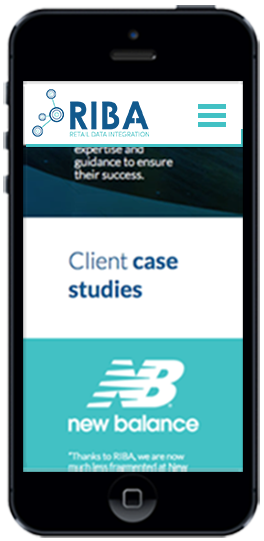 RIBA
RETAIL DATA INTEGRATION
expertise and
guidance to ensure
their success.
Client case
studies
NB
new balance
"Thanks to RIBA, we are now
much less fragmented at New